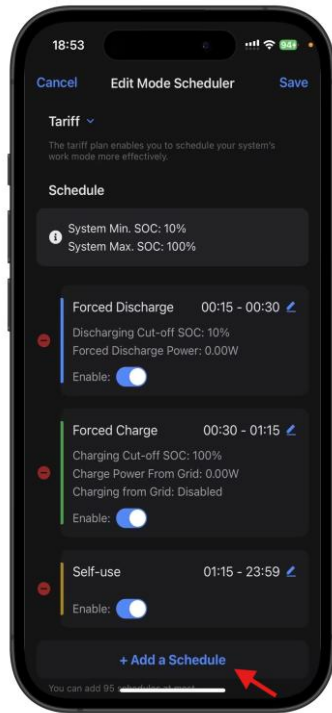 18:53
94+
Cancel
Edit Mode Scheduler
Save
Tariff
The tariff plan enables you to schedule your system's
work mode more effectively.
Schedule
System Min. SOC: 10%
System Max. SOC: 100%
Forced Discharge
00:15 - 00:30
Discharging Cut-off SOC: 10%
Forced Discharge Power: 0.00W
Enable:
Forced Charge
00:30 - 01:15
Charging Cut-off SOC: 100%
Charge Power From Grid: 0.00W
Charging from Grid: Disabled
Enable:
Self-use
01:15 - 23:59
Enable:
+ Add a Schedule
You can add 95 at most